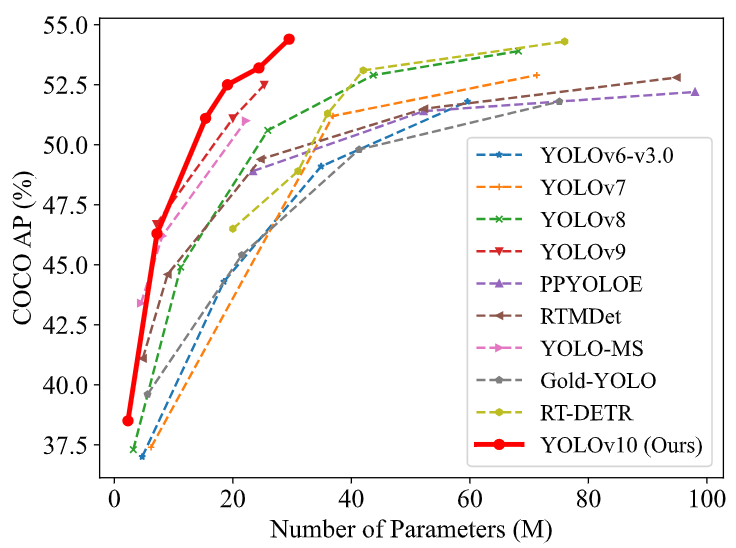 55.0
52.5
50.0
47.5
45.0
42.5
40.0
37.5
COCO AP (%)
0
20
40
60
80
100
Number of Parameters (M)
YOLOv6-v3.0
YOLOv7
YOLOv8
YOLOv9
PPYOLOE
RTMDet
YOLO-MS
Gold-YOLO
RT-DETR
YOLOv10 (Ours)